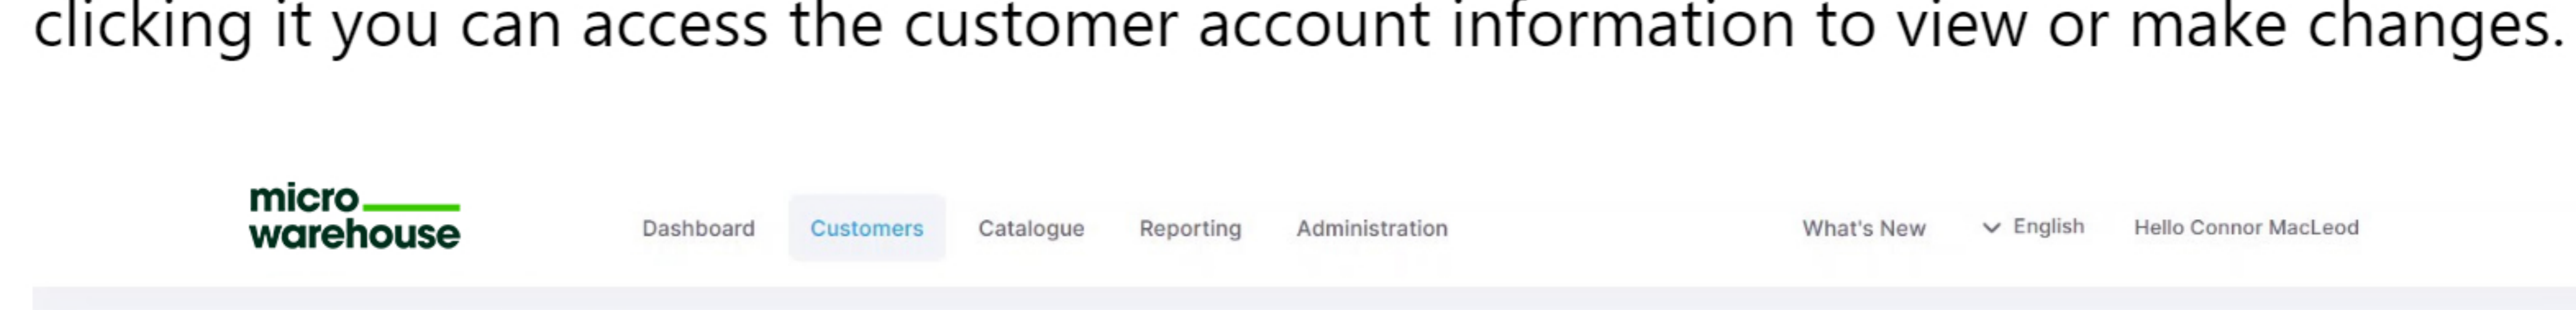 clicking it you can access the customer account information to view or make changes.
micro
warehouse
Dashboard Customers Catalogue Reporting Administration What's New English Hello Connor MacLeod